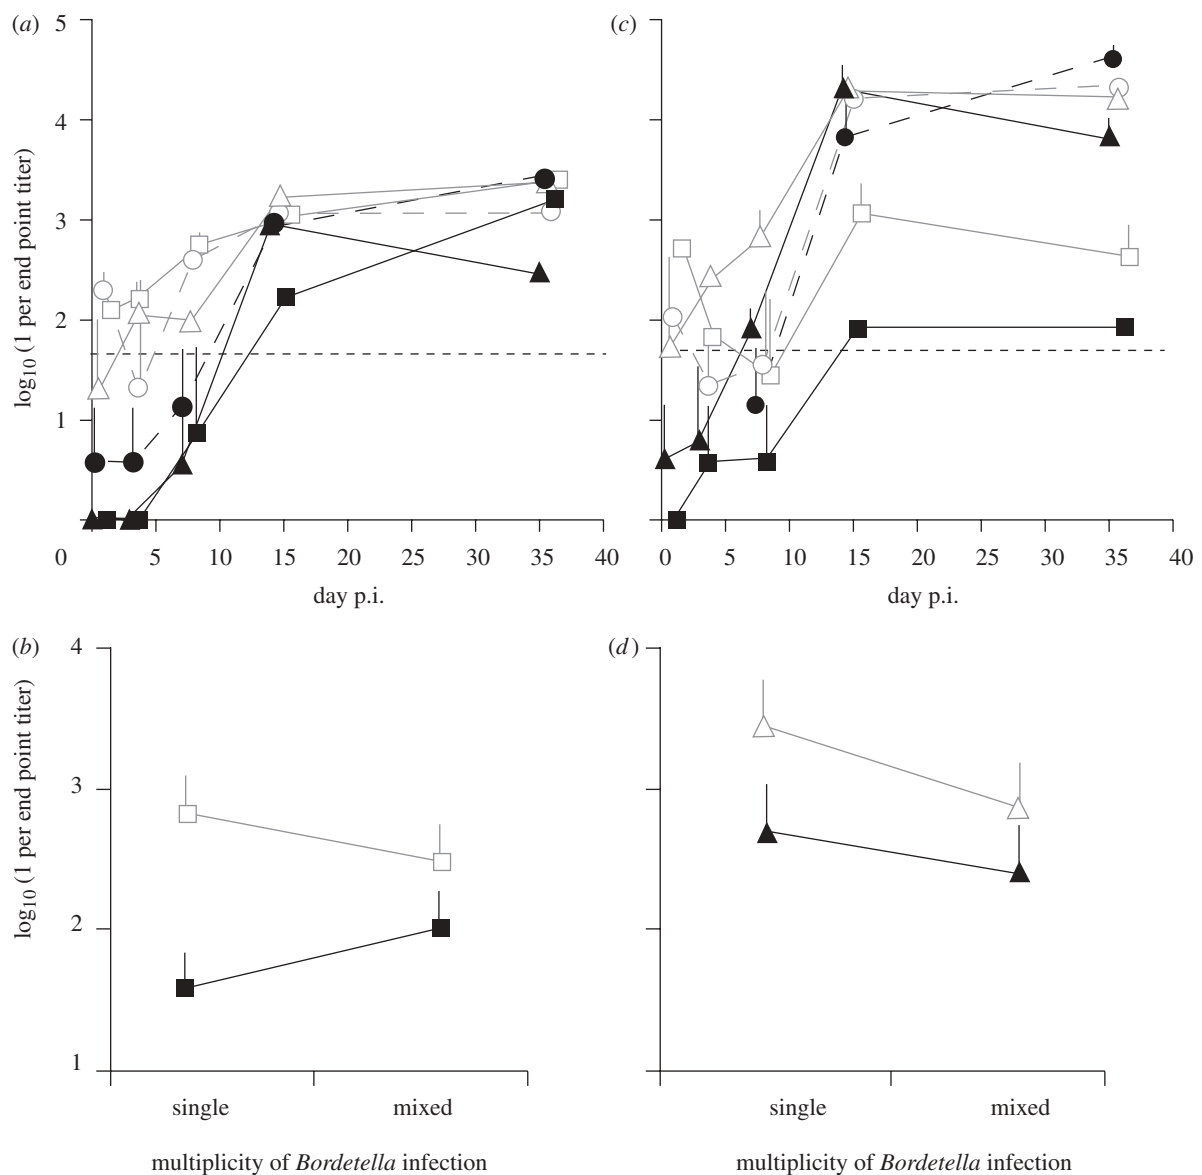 (a)
5
4
3
2
1
log10 (1 per end point titer)
0 5 10 15 20 25 30 35 40
day p.i.
(c)
0 5 10 15 20 25 30 35 40
day p.i.
(b)
4
3
2
1
log10 (1 per end point titer)
single mixed
multiplicity of Bordetella infection
(d)
single mixed
multiplicity of Bordetella infection